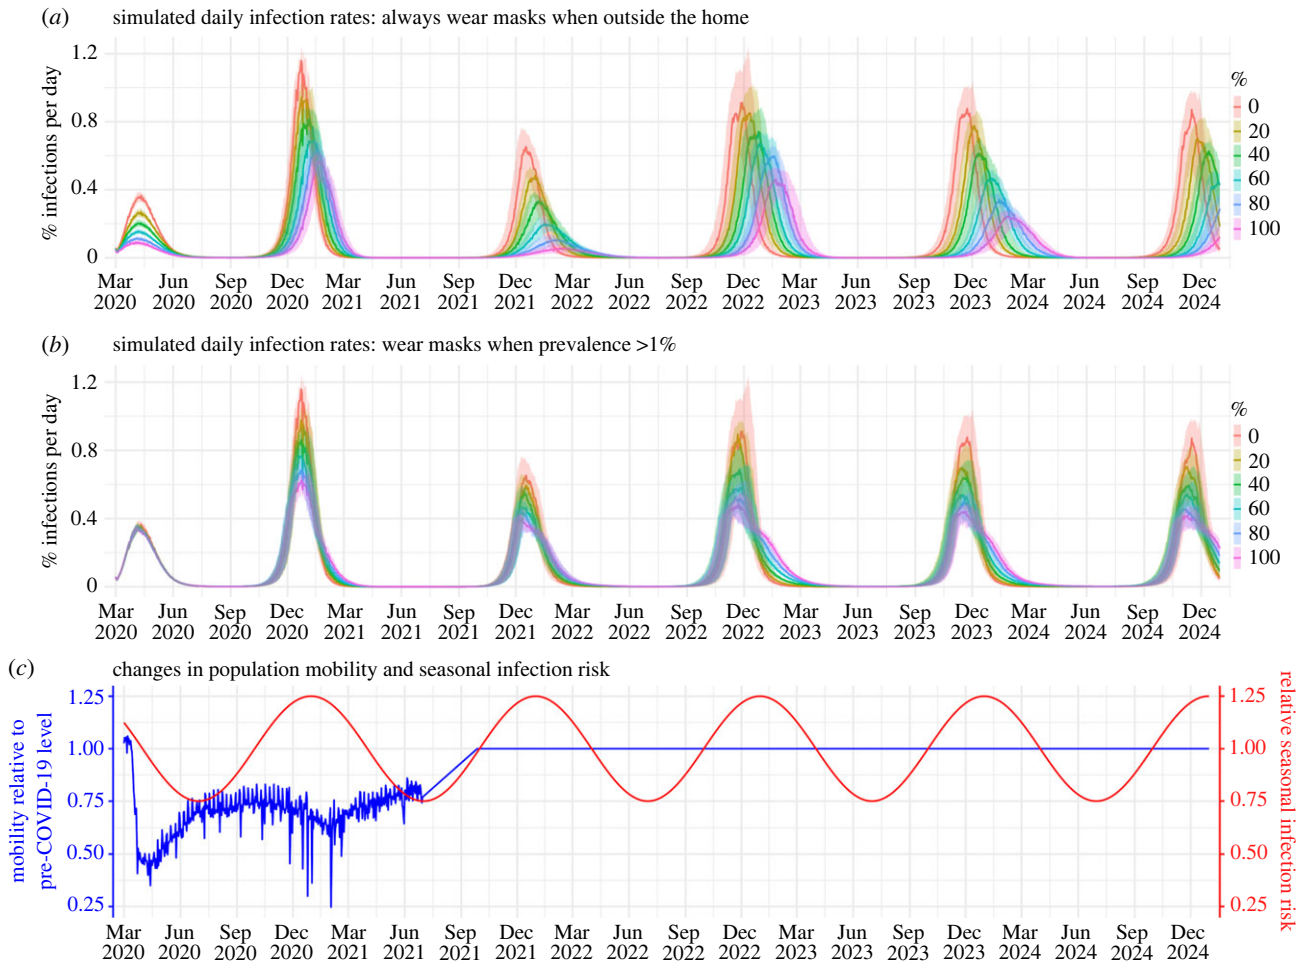 (a) simulated daily infection rates: always wear masks when outside the home
% infections per day
1.2
0.8
0.4
0
Mar Jun Sep Dec Mar Jun Sep Dec Mar Jun Sep Dec Mar Jun Sep Dec Mar Jun Sep Dec
2020 2020 2020 2020 2021 2021 2021 2021 2022 2022 2022 2022 2023 2023 2023 2023 2024 2024 2024 2024
%
0
20
40
60
80
100
(b) simulated daily infection rates: wear masks when prevalence >1%
% infections per day
1.2
0.8
0.4
0
Mar Jun Sep Dec Mar Jun Sep Dec Mar Jun Sep Dec Mar Jun Sep Dec Mar Jun Sep Dec
2020 2020 2020 2020 2021 2021 2021 2021 2022 2022 2022 2022 2023 2023 2023 2023 2024 2024 2024 2024
%
0
20
40
60
80
100
(c) changes in population mobility and seasonal infection risk
mobility relative to
pre-COVID-19 level
1.25
1.00
0.75
0.50
0.25
1.25
1.00
0.75
0.50
0.25
relative seasonal infection risk
Mar Jun Sep Dec Mar Jun Sep Dec Mar Jun Sep Dec Mar Jun Sep Dec Mar Jun Sep Dec
2020 2020 2020 2020 2021 2021 2021 2021 2022 2022 2022 2022 2023 2023 2023 2023 2024 2024 2024 2024